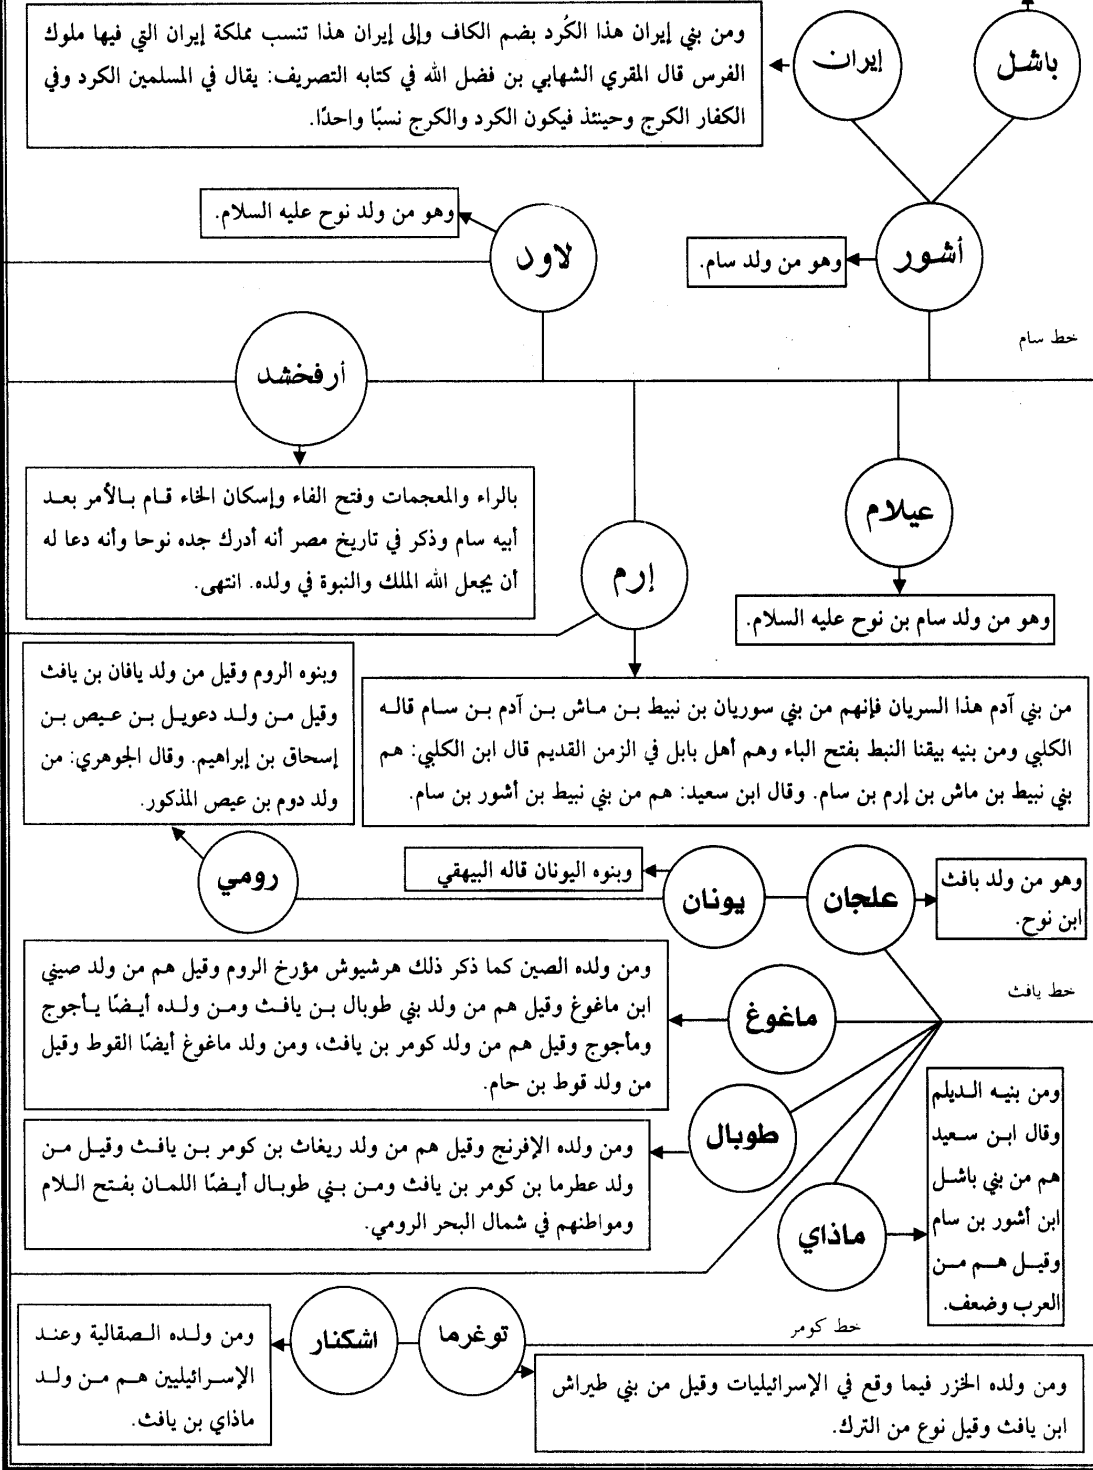 باشل
إيران
ومن بني إيران هذا الكُرد بضم الكاف وإلى إيران هذا تنسب مملكة إيران التي فيها ملوك
الفرس قال المقري الشهابي بن فضل الله في كتابه التصريف: يقال في المسلمين الكرد وفي
الكفار الكرج وحينئذ فيكون الكرد والكرج نسبًا واحدًا.
أشور
وهو من ولد سام.
لاود
وهو من ولد نوح عليه السلام.
خط سام
أرفخشد
بالراء والمعجمات وفتح الفاء وإسكان الخاء قام بالأمر بعد
أبيه سام وذكر في تاريخ مصر أنه أدرك جده نوحا وأنه دعا له
أن يجعل الله الملك والنبوة في ولده. انتهى.
عيلام
وهو من ولد سام بن نوح عليه السلام.
إرم
من بني آدم هذا السريان فإنهم من بني سوريان بن نبيط بن ماش بن آدم بن سام قاله
الكلبي ومن بنيه بيقنا النبط بفتح الباء وهم أهل بابل في الزمن القديم قال ابن الكلبي: هم
بني نبيط بن ماش بن إرم بن سام. وقال ابن سعيد: هم من بني نبيط بن أشور بن سام.
وبنوه الروم وقيل من ولد يافان بن يافث
وقيل من ولد دعويل بن عيص بن
إسحاق بن إبراهيم. وقال الجوهري: من
ولد دوم بن عيص المذكور.
وهو من ولد بافث
ابن نوح.
علجان
يونان
وبنوه اليونان قاله البيهقي
رومي
خط يافث
ماغوغ
ومن ولده الصين كما ذكر ذلك هرشيوش مؤرخ الروم وقيل هم من ولد صيني
ابن ماغوغ وقيل هم من ولد بني طوبال بن يافث ومن ولده أيضًا يأجوج
ومأجوج وقيل هم من ولد كومر بن يافث، ومن ولد ماغوغ أيضًا القوط وقيل
من ولد قوط بن حام.
طوبال
ومن ولده الإفرنج وقيل هم من ولد ريغاث بن كومر بن يافث وقيل من
ولد عطرما بن كومر بن يافث ومن بني طوبال أيضًا اللمان بفتح اللام
ومواطنهم في شمال البحر الرومي.
ماذاي
ومن بنيه الديلم
وقال ابن سعيد
هم من بني باشل
ابن أشور بن سام
وقيل هم من
العرب وضعف.
خط كومر
توغرما
ومن ولده الخزر فيما وقع في الإسرائيليات وقيل من بني طيراش
ابن يافث وقيل نوع من الترك.
اشكنار
ومن ولده الصقالية وعند
الإسرائيليين هم من ولد
ماذاي بن يافث.